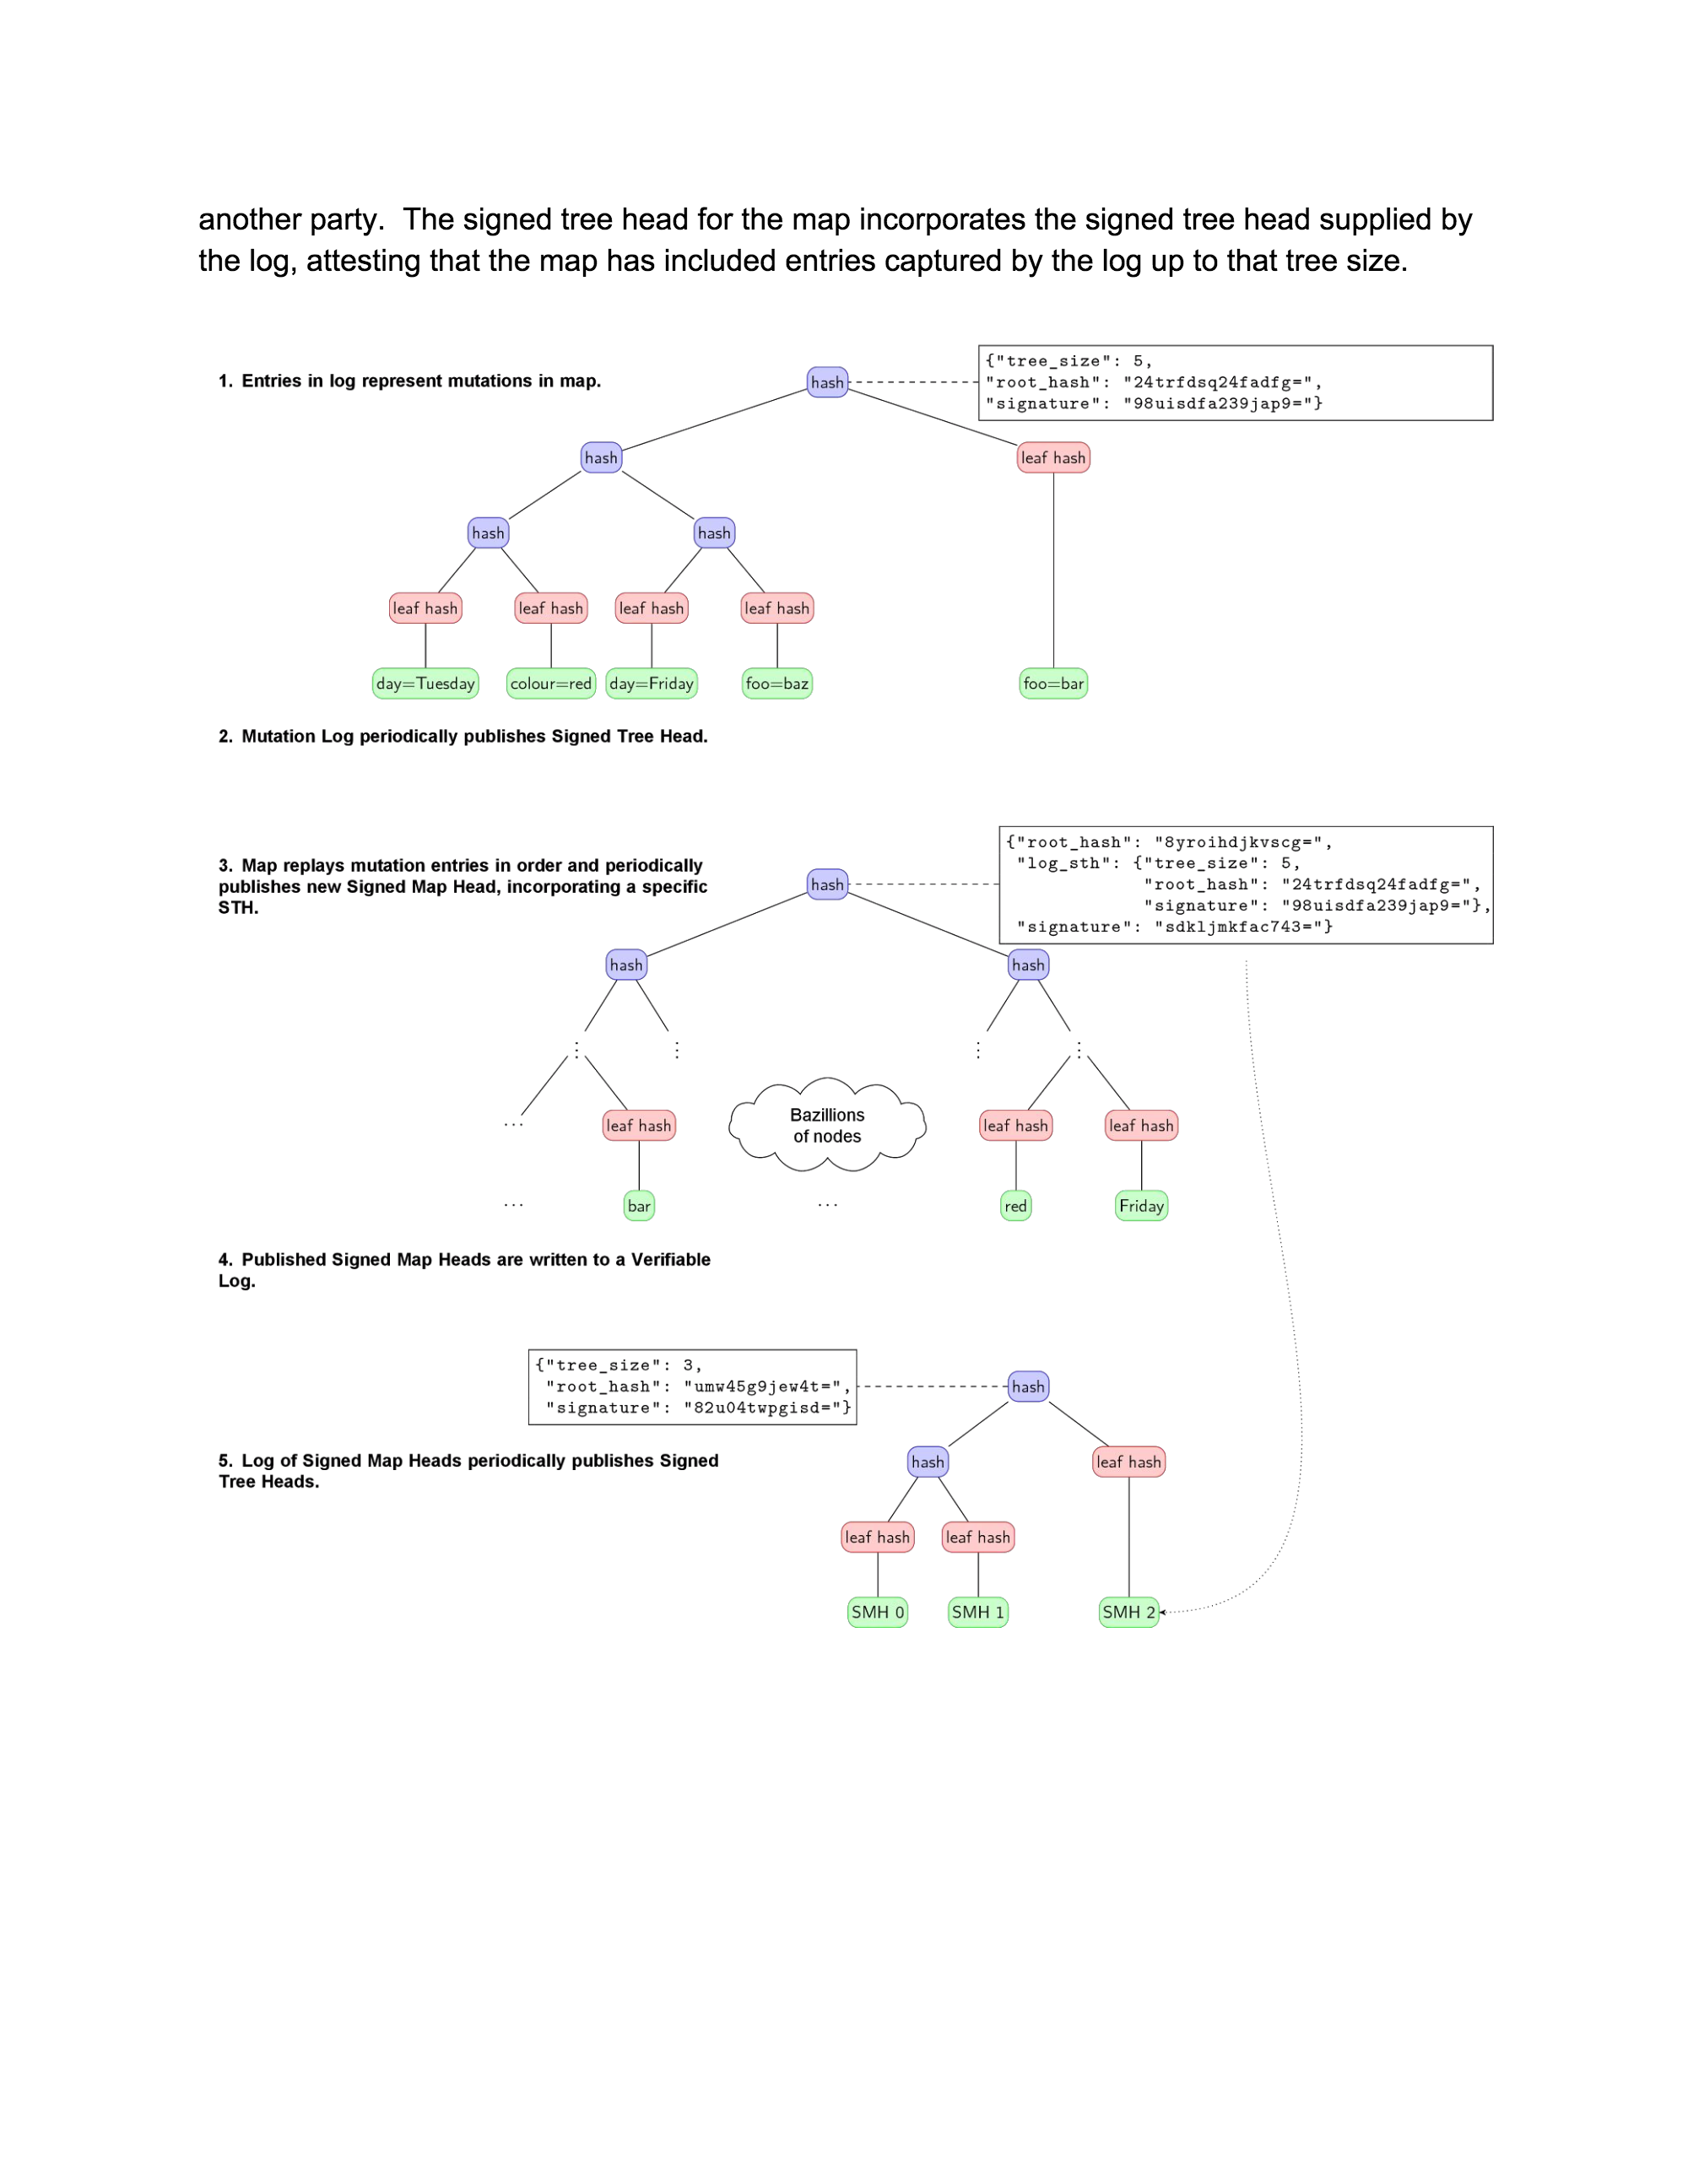 another party.  The signed tree head for the map incorporates the signed tree head supplied by
the log, attesting that the map has included entries captured by the log up to that tree size.
1. Entries in log represent mutations in map.
hash
{"tree_size": 5,
"root_hash": "24trfdsq24fadfg=",
"signature": "98uisdfa239jap9="}
hash
leaf hash
hash
hash
leaf hash
leaf hash
leaf hash
leaf hash
day=Tuesday
colour=red
day=Friday
foo=baz
foo=bar
2. Mutation Log periodically publishes Signed Tree Head.
3. Map replays mutation entries in order and periodically
publishes new Signed Map Head, incorporating a specific
STH.
hash
{"root_hash": "8yroihdjkvscg=",
"log_sth": {"tree_size": 5,
"root_hash": "24trfdsq24fadfg=",
"signature": "98uisdfa239jap9="},
"signature": "sdkljmkfac743="}
hash
hash
⋮
⋮
⋮
⋮
...
leaf hash
Bazillions
of nodes
leaf hash
leaf hash
...
bar
...
red
Friday
4. Published Signed Map Heads are written to a Verifiable
Log.
{"tree_size": 3,
"root_hash": "umw45g9jew4t=",
"signature": "82u04twpgisd="}
hash
5. Log of Signed Map Heads periodically publishes Signed
Tree Heads.
hash
leaf hash
leaf hash
leaf hash
SMH 0
SMH 1
SMH 2